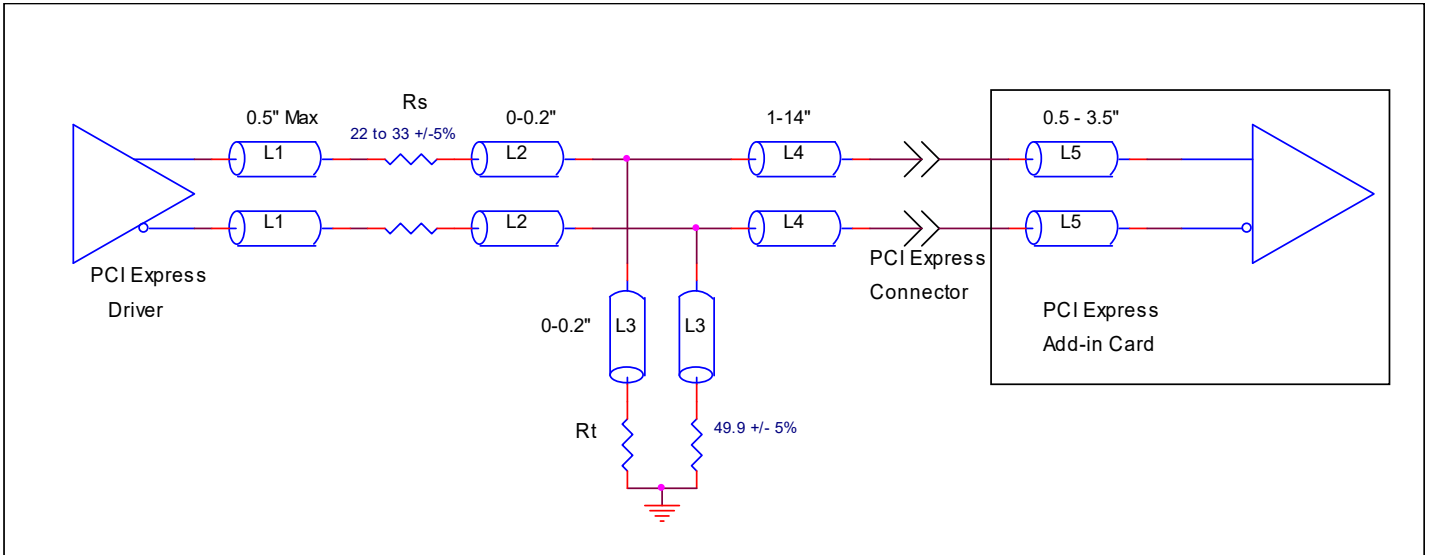 Rs
0.5" Max
22 to 33 +/-5%
0-0.2"
1-14"
0.5 - 3.5"
L1
L2
L4
L5
L1
L2
L4
L5
PCI Express
Driver
PCI Express
Connector
0-0.2"
L3
L3
PCI Express
Add-in Card
Rt
49.9 +/- 5%